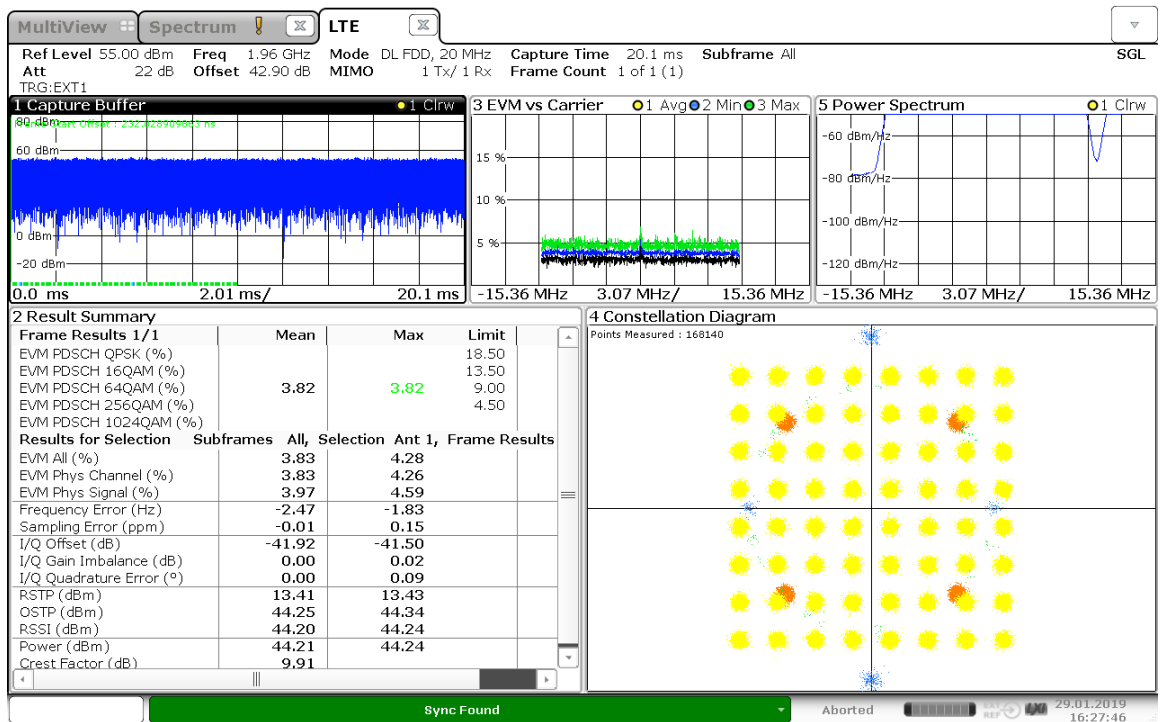 MultiView Spectrum ! X LTE X
Ref Level 55.00 dBm Freq 1.96 GHz Mode DL FDD, 20 MHz Capture Time 20.1 ms Subframe All SGL
Att 22 dB Offset 42.90 dB MIMO 1 Tx/ 1 Rx Frame Count 1 of 1 (1)
TRG:EXT1
1 Capture Buffer 1 Clrw
80 dBm
60 dBm
0 dBm
-20 dBm
0.0 ms 2.01 ms/ 20.1 ms
3 EVM vs Carrier 1 Avg 2 Min 3 Max
15 %
10 %
5 %
-15.36 MHz 3.07 MHz/ 15.36 MHz
5 Power Spectrum 1 Clrw
-60 dBm/Hz
-80 dBm/Hz
-100 dBm/Hz
-120 dBm/Hz
-15.36 MHz 3.07 MHz/ 15.36 MHz
2 Result Summary
Frame Results 1/1 Mean Max Limit
EVM PDSCH QPSK (%) 18.50
EVM PDSCH 16QAM (%) 13.50
EVM PDSCH 64QAM (%) 3.82 3.82 9.00
EVM PDSCH 256QAM (%) 4.50
EVM PDSCH 1024QAM (%)
Results for Selection Subframes All, Selection Ant 1, Frame Results
EVM All (%) 3.83 4.28
EVM Phys Channel (%) 3.83 4.26
EVM Phys Signal (%) 3.97 4.59
Frequency Error (Hz) -2.47 -1.83
Sampling Error (ppm) -0.01 0.15
I/Q Offset (dB) -41.92 -41.50
I/Q Gain Imbalance (dB) 0.00 0.02
I/Q Quadrature Error (°) 0.00 0.09
RSTP (dBm) 13.41 13.43
OSTP (dBm) 44.25 44.34
RSSI (dBm) 44.20 44.24
Power (dBm) 44.21 44.24
Crest Factor (dB) 9.91
4 Constellation Diagram
Points Measured : 168140
Sync Found
Aborted
EXT
REF
LXI
29.01.2019
16:27:46